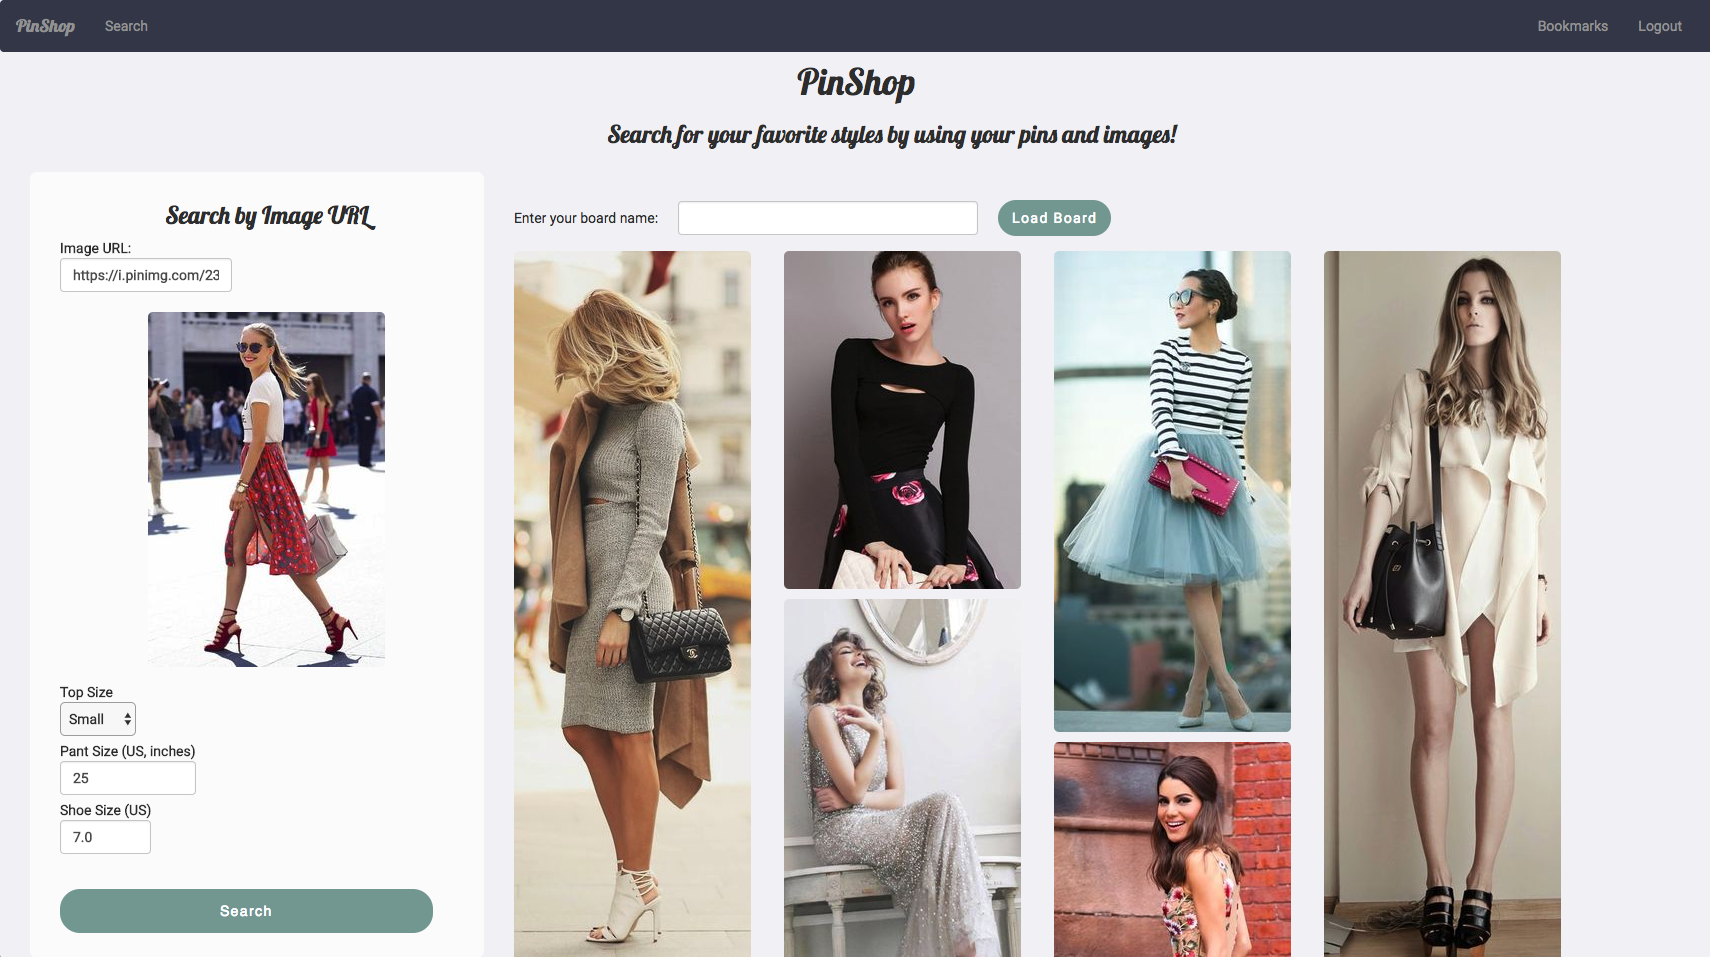 PinShop Search Bookmarks Logout
PinShop
Search for your favorite styles by using your pins and images!
Search by Image URL
Image URL:
https://i.pinimg.com/23
Enter your board name: Load Board
Top Size
Small
Pant Size (US, inches)
25
Shoe Size (US)
7.0
Search